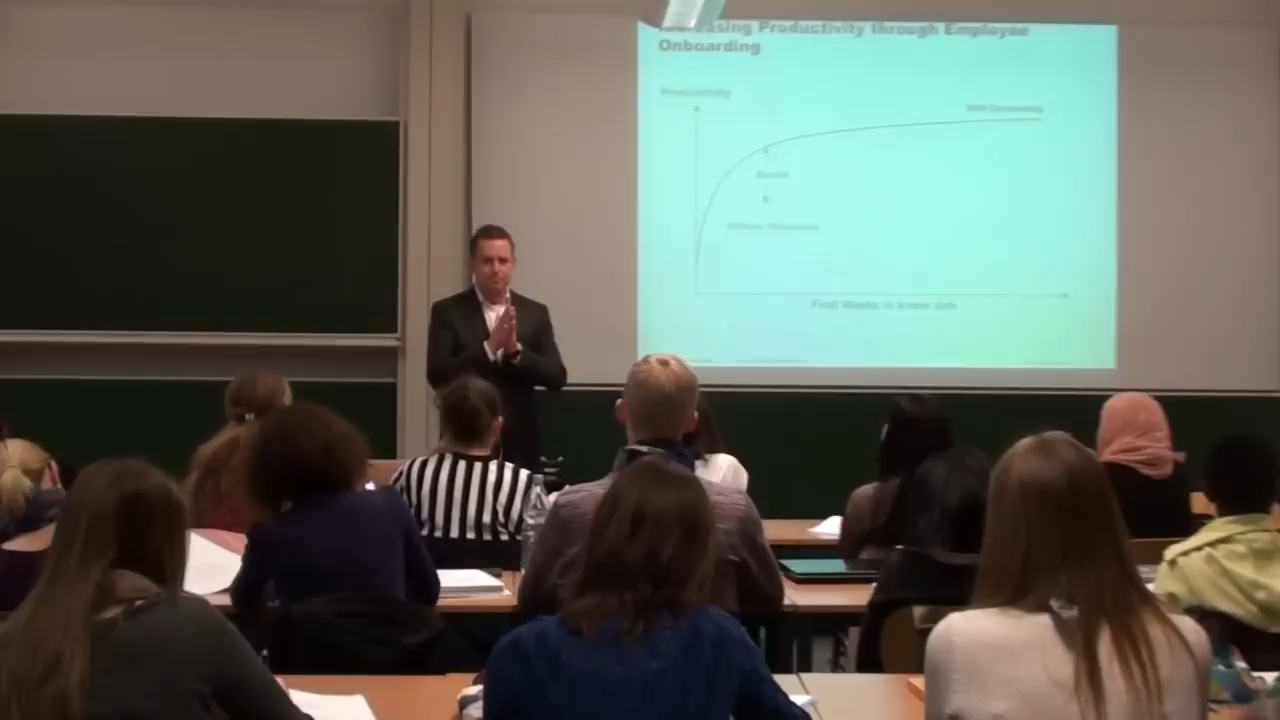 Increasing Productivity through Employee
Onboarding
Productivity
With Onboarding
Benefit
Without Onboarding
First Weeks in a new Job